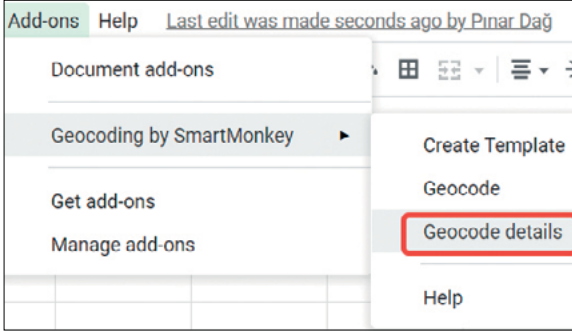 Add-ons Help Last edit was made seconds ago by Pınar Dağ
Document add-ons
Geocoding by SmartMonkey
Get add-ons
Manage add-ons
Create Template
Geocode
Geocode details
Help